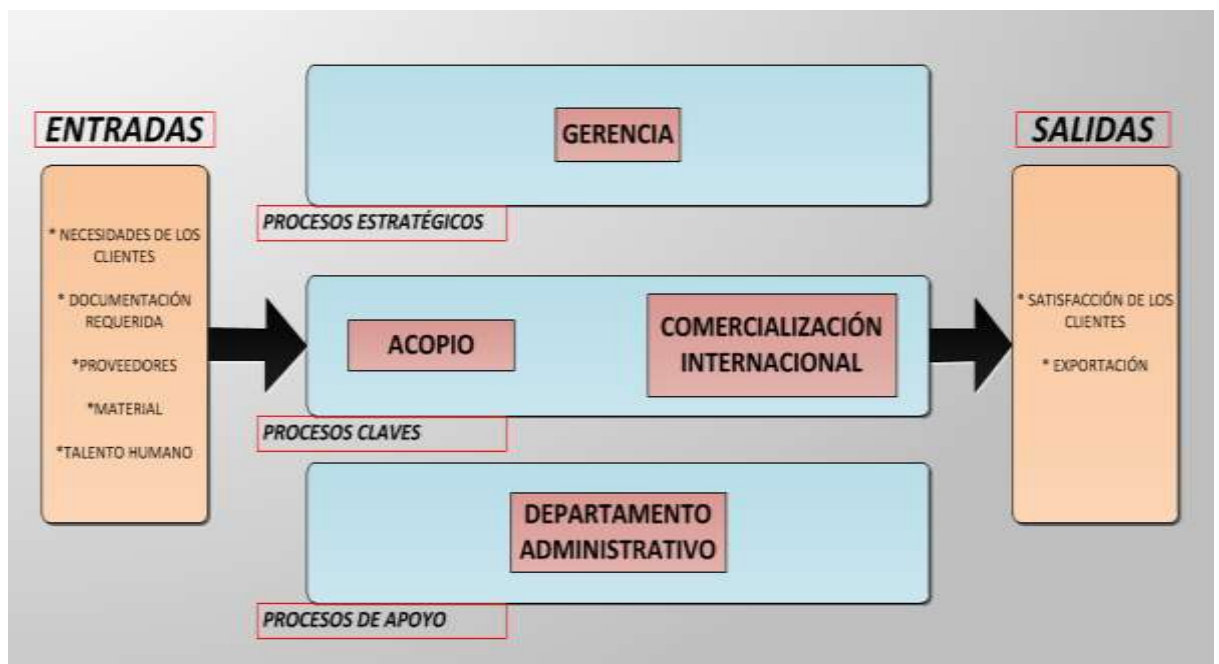 ENTRADAS
* NECESIDADES DE LOS
CLIENTES
* DOCUMENTACIÓN
REQUERIDA
*PROVEEDORES
*MATERIAL
*TALENTO HUMANO
GERENCIA
PROCESOS ESTRATÉGICOS
ACOPIO
COMERCIALIZACIÓN
INTERNACIONAL
PROCESOS CLAVES
DEPARTAMENTO
ADMINISTRATIVO
PROCESOS DE APOYO
SALIDAS
* SATISFACCIÓN DE LOS
CLIENTES
* EXPORTACIÓN